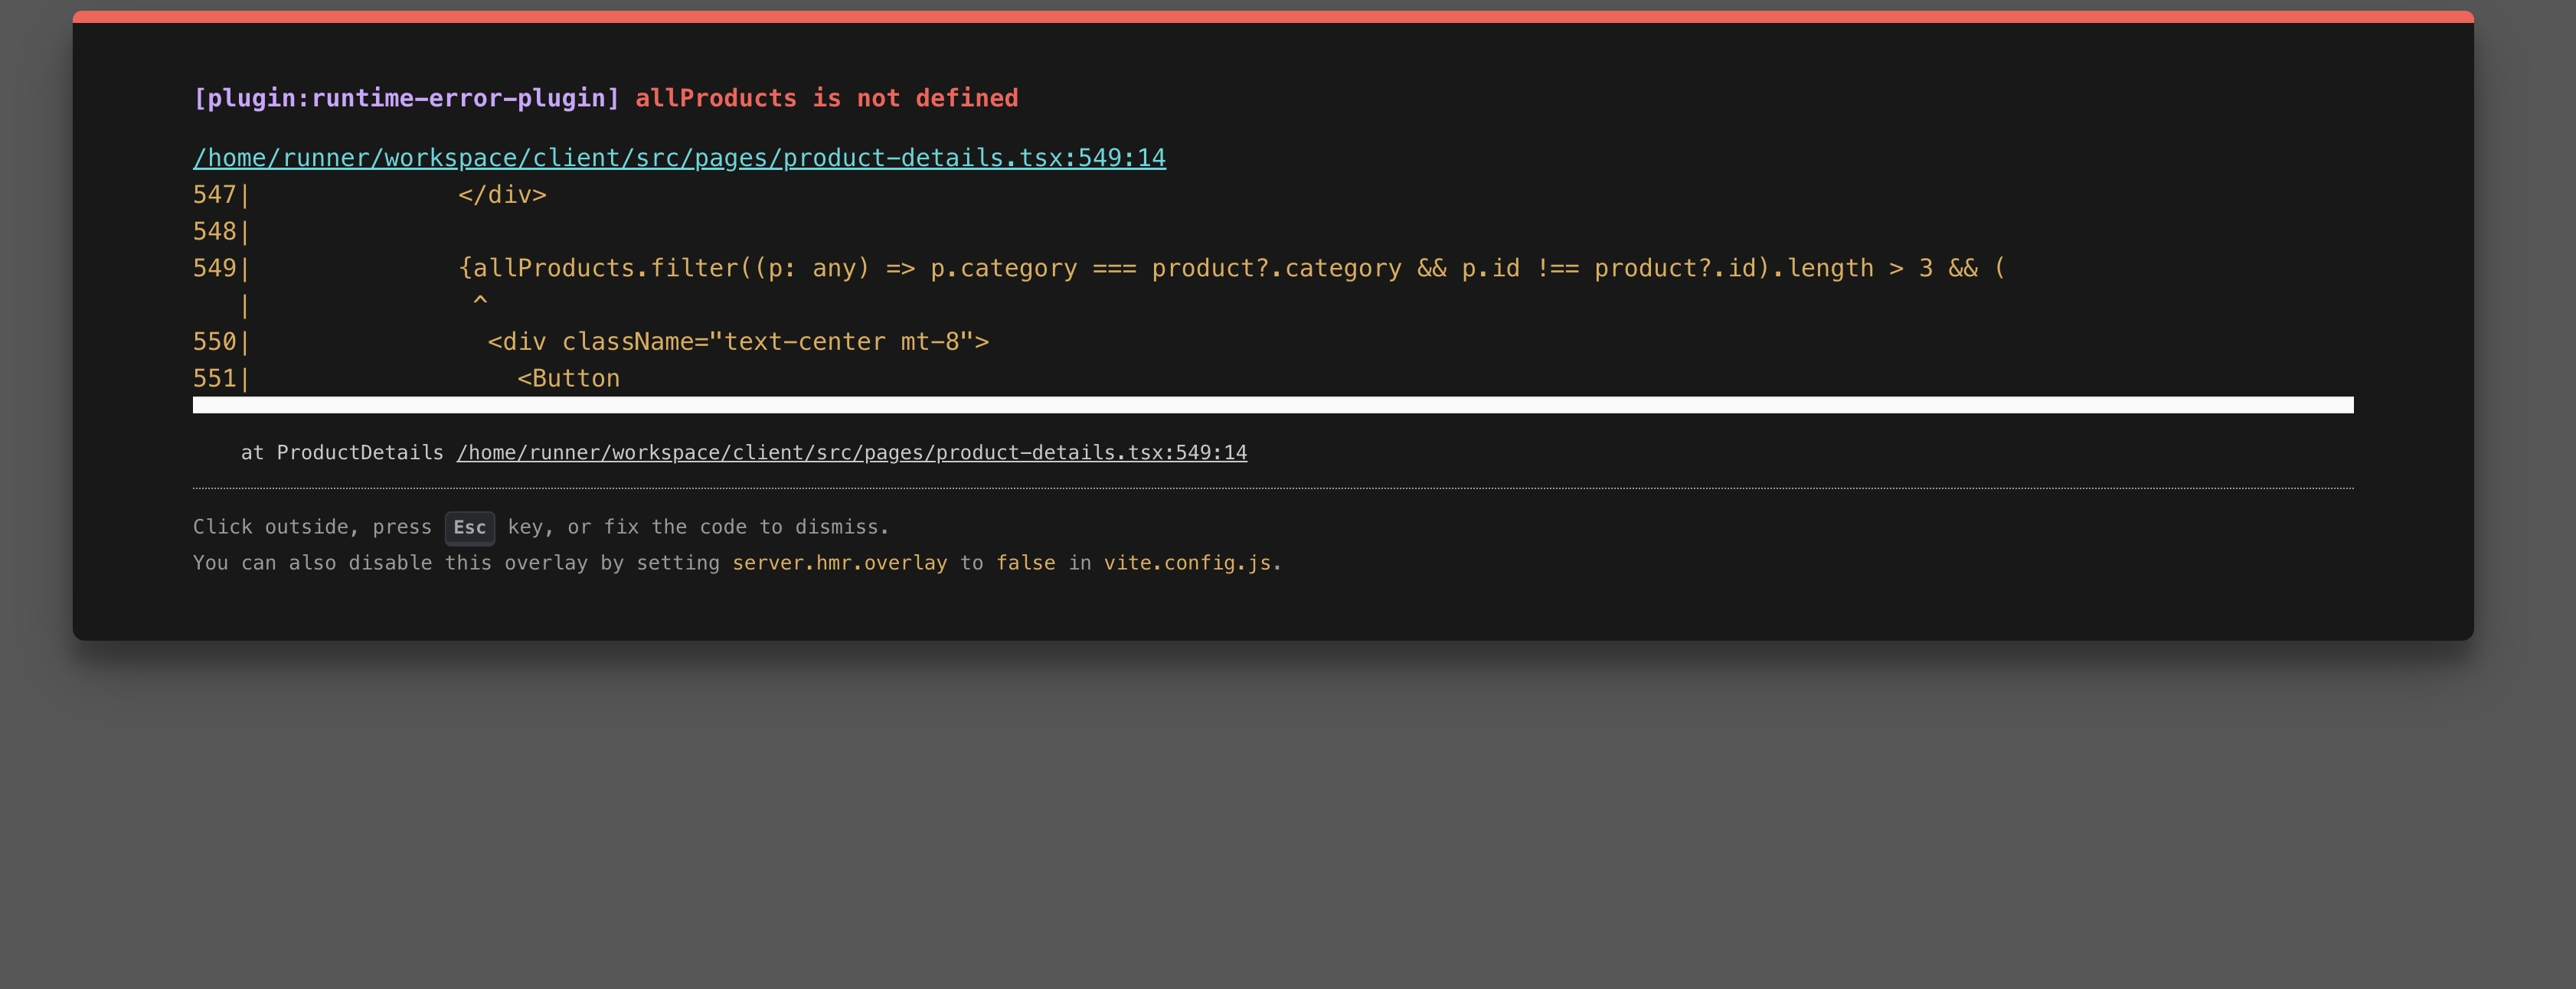 [plugin:runtime-error-plugin] allProducts is not defined
/home/runner/workspace/client/src/pages/product-details.tsx:549:14
547|              </div>
548|
549|              {allProducts.filter((p: any) => p.category === product?.category && p.id !== product?.id).length > 3 && (
   |               ^
550|                <div className="text-center mt-8">
551|                  <Button
    at ProductDetails /home/runner/workspace/client/src/pages/product-details.tsx:549:14
Click outside, press Esc key, or fix the code to dismiss.
You can also disable this overlay by setting server.hmr.overlay to false in vite.config.js.